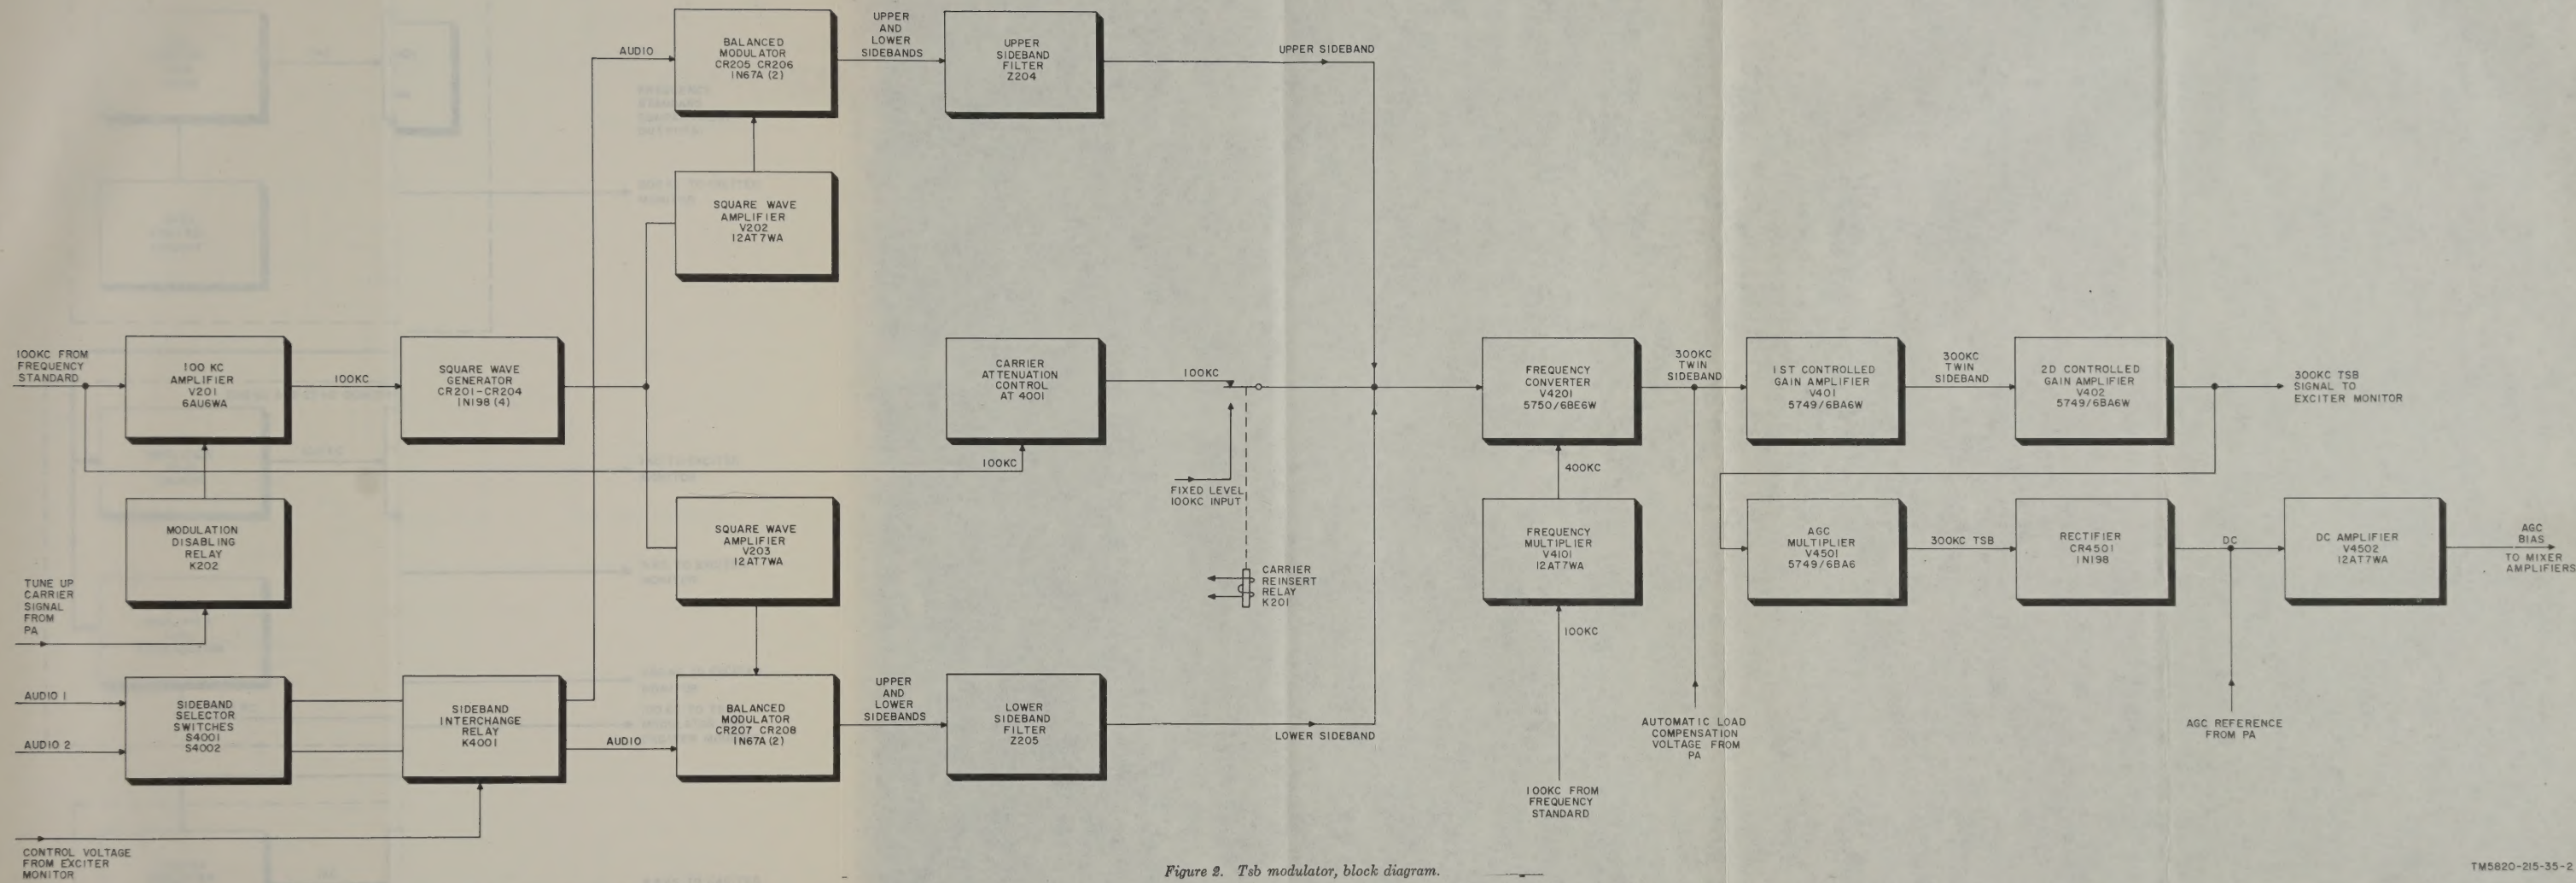 UPPER
AND
LOWER
SIDEBANDS
AUDIO
BALANCED
MODULATOR
CR205 CR206
1N67A (2)
UPPER
SIDEBAND
FILTER
Z204
UPPER SIDEBAND
SQUARE WAVE
AMPLIFIER
V202
12AT7WA
100KC FROM
FREQUENCY
STANDARD
100 KC
AMPLIFIER
V201
6AU6WA
100KC
SQUARE WAVE
GENERATOR
CR201-CR204
1N198 (4)
CARRIER
ATTENUATION
CONTROL
AT 4001
100KC
100KC
FIXED LEVEL
100KC INPUT
FREQUENCY
CONVERTER
V4201
5750/6BE6W
300KC
TWIN
SIDEBAND
1ST CONTROLLED
GAIN AMPLIFIER
V401
5749/6BA6W
300KC
TWIN
SIDEBAND
2D CONTROLLED
GAIN AMPLIFIER
V402
5749/6BA6W
300KC TSB
SIGNAL TO
EXCITER MONITOR
400KC
MODULATION
DISABLING
RELAY
K202
SQUARE WAVE
AMPLIFIER
V203
12AT7WA
CARRIER
REINSERT
RELAY
K201
FREQUENCY
MULTIPLIER
V4101
12AT7WA
AGC
MULTIPLIER
V4501
5749/6BA6
300KC TSB
RECTIFIER
CR4501
1N198
DC
DC AMPLIFIER
V4502
12AT7WA
AGC
BIAS
TO MIXER
AMPLIFIERS
TUNE UP
CARRIER
SIGNAL
FROM
PA
100KC
AUDIO 1
AUDIO 2
SIDEBAND
SELECTOR
SWITCHES
S4001
S4002
SIDEBAND
INTERCHANGE
RELAY
K4001
AUDIO
BALANCED
MODULATOR
CR207 CR208
1N67A (2)
UPPER
AND
LOWER
SIDEBANDS
LOWER
SIDEBAND
FILTER
Z205
LOWER SIDEBAND
AUTOMATIC LOAD
COMPENSATION
VOLTAGE FROM
PA
AGC REFERENCE
FROM PA
100KC FROM
FREQUENCY
STANDARD
CONTROL VOLTAGE
FROM EXCITER
MONITOR
Figure 2. Tsb modulator, block diagram.
TM5820-215-35-2